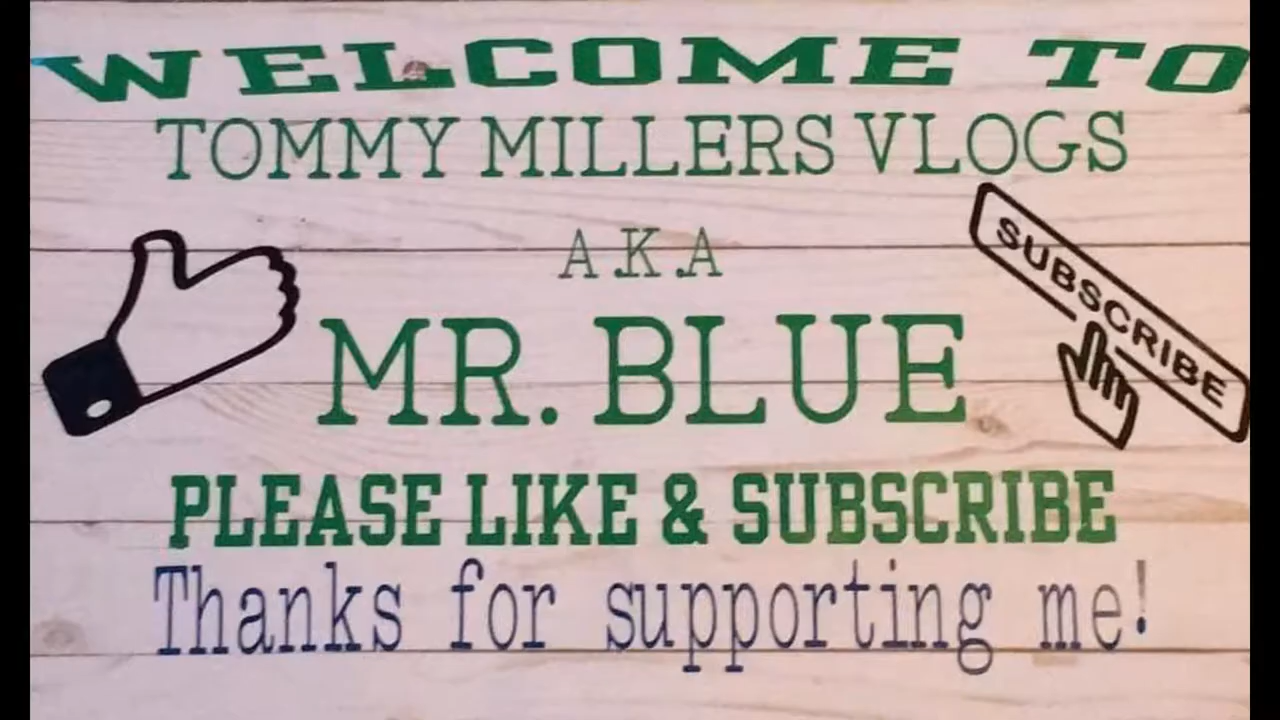 WELCOME TO
TOMMY MILLERS VLOGS
A.K.A
MR. BLUE
SUBSCRIBE
PLEASE LIKE & SUBSCRIBE
Thanks for supporting me!